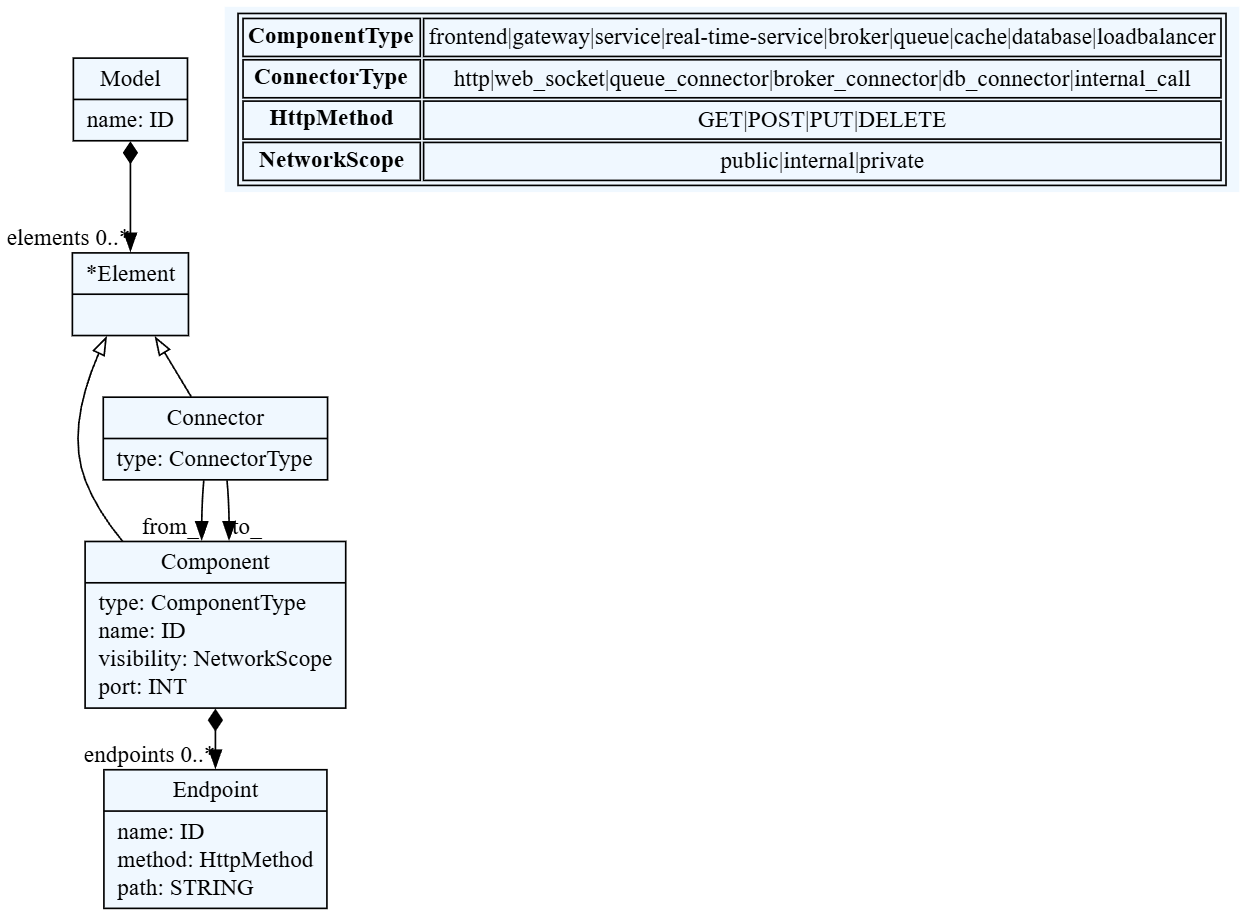 Model
name: ID
ComponentType frontend|gateway|service|real-time-service|broker|queue|cache|database|loadbalancer
ConnectorType http|web_socket|queue_connector|broker_connector|db_connector|internal_call
HttpMethod GET|POST|PUT|DELETE
NetworkScope public|internal|private
elements 0..*
*Element
Connector
type: ConnectorType
from_ to_
Component
type: ComponentType
name: ID
visibility: NetworkScope
port: INT
endpoints 0..*
Endpoint
name: ID
method: HttpMethod
path: STRING